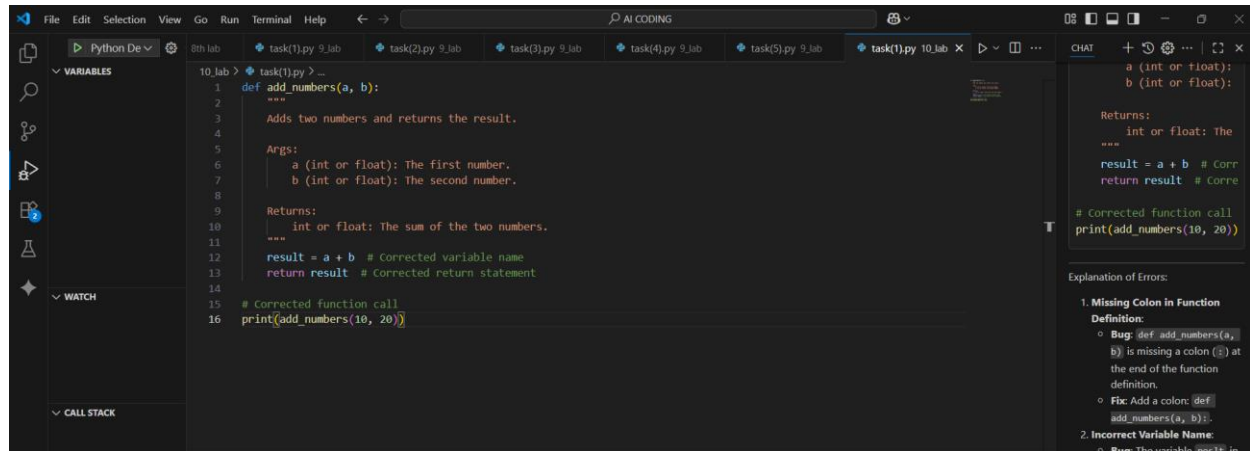 File Edit Selection View Go Run Terminal Help
AI CODING
Python De
8th lab
task(1).py 9_lab
task(2).py 9_lab
task(3).py 9_lab
task(4).py 9_lab
task(5).py 9_lab
task(1).py 10_lab
VARIABLES
WATCH
CALL STACK
2
10_lab > task(1).py > ...
1 def add_numbers(a, b):
2 """
3 Adds two numbers and returns the result.
4
5 Args:
6 a (int or float): The first number.
7 b (int or float): The second number.
8
9 Returns:
10 int or float: The sum of the two numbers.
11 """
12 result = a + b # Corrected variable name
13 return result # Corrected return statement
14
15 # Corrected function call
16 print(add_numbers(10, 20))
CHAT
a (int or float):
b (int or float):
Returns:
int or float: The
"""
result = a + b # Corr
return result # Corre
# Corrected function call
print(add_numbers(10, 20))
Explanation of Errors:
1. Missing Colon in Function
Definition:
Bug: def add_numbers(a,
b) is missing a colon (:) at
the end of the function
definition.
Fix: Add a colon: def
add_numbers(a, b):.
2. Incorrect Variable Name:
Bug: The variable in